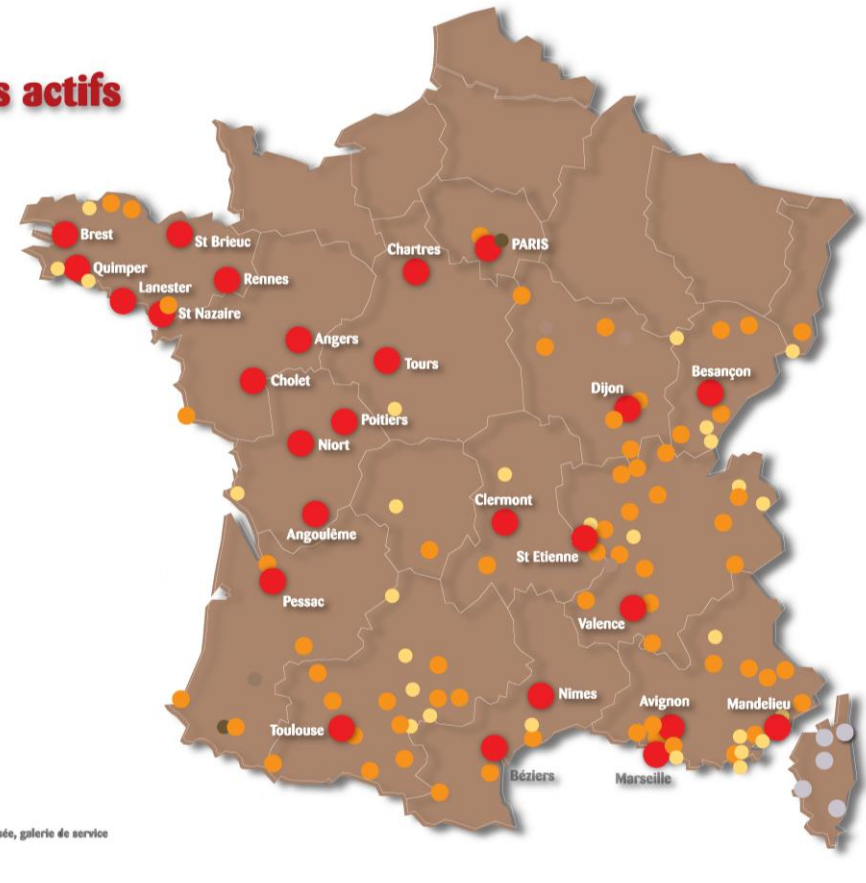 s actifs
Brest
St Brieuc
Chartres
PARIS
Quimper
Lanester
Rennes
St Nazaire
Angers
Tours
Besançon
Cholet
Dijon
Poitiers
Niort
Clermont
Angoulême
St Etienne
Pessac
Valence
Nîmes
Avignon
Mandelieu
Toulouse
Béziers
Marseille
ée, galerie de service